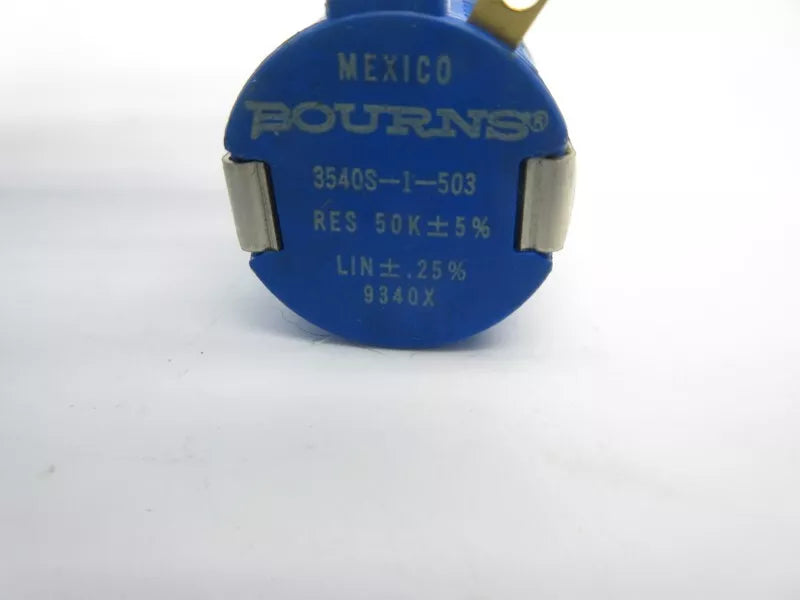 MEXICO
BOURNS®
3540S-1-503
RES 50K ± 5%
LIN ± .25%
9340X